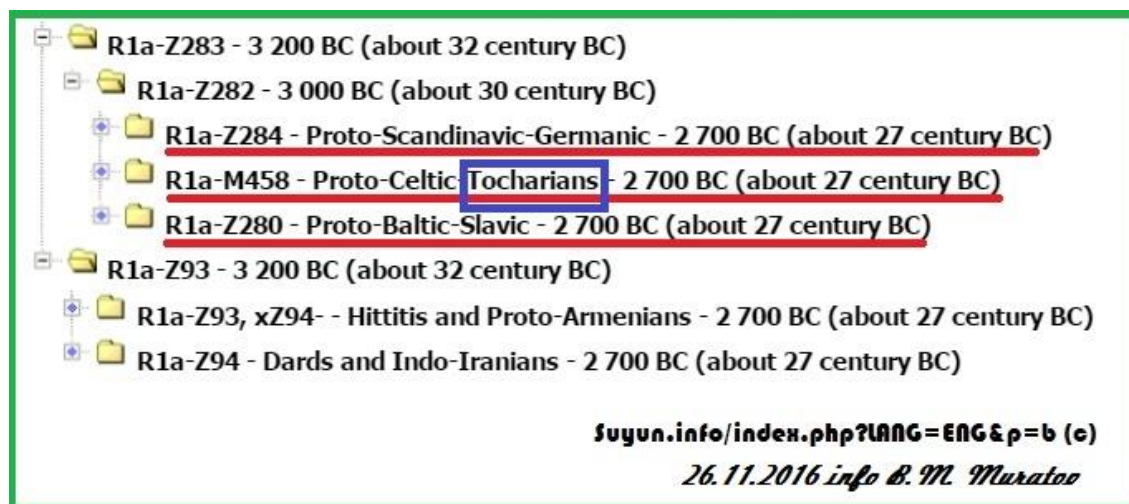 R1a-Z283 - 3 200 BC (about 32 century BC)
R1a-Z282 - 3 000 BC (about 30 century BC)
R1a-Z284 - Proto-Scandinavic-Germanic - 2 700 BC (about 27 century BC)
R1a-M458 - Proto-Celtic-Tocharians - 2 700 BC (about 27 century BC)
R1a-Z280 - Proto-Baltic-Slavic - 2 700 BC (about 27 century BC)
R1a-Z93 - 3 200 BC (about 32 century BC)
R1a-Z93, xZ94- - Hittitis and Proto-Armenians - 2 700 BC (about 27 century BC)
R1a-Z94 - Dards and Indo-Iranians - 2 700 BC (about 27 century BC)
Suyun.info/index.php?LANG=ENG&p=b (c)
26.11.2016 info B.M. Muratov